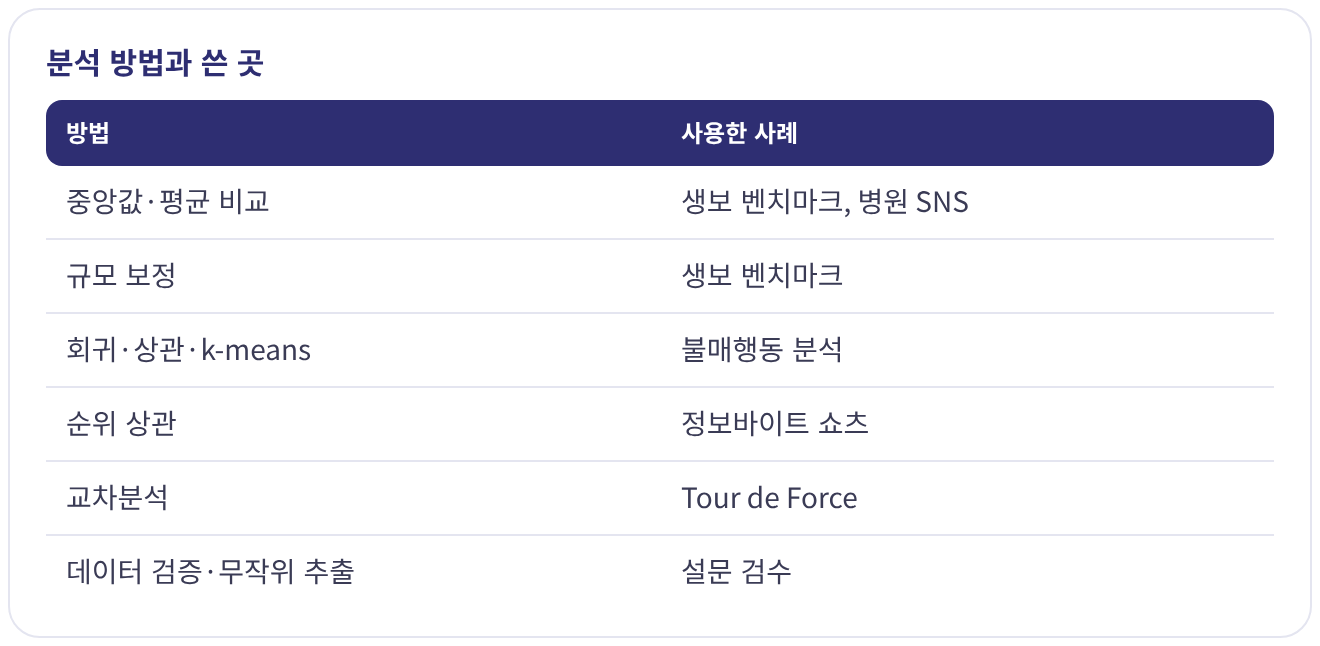 분석 방법과 쓴 곳
방법 사용한 사례
중앙값·평균 비교 생보 벤치마크, 병원 SNS
규모 보정 생보 벤치마크
회귀·상관·k-means 불매행동 분석
순위 상관 정보바이트 쇼츠
교차분석 Tour de Force
데이터 검증·무작위 추출 설문 검수